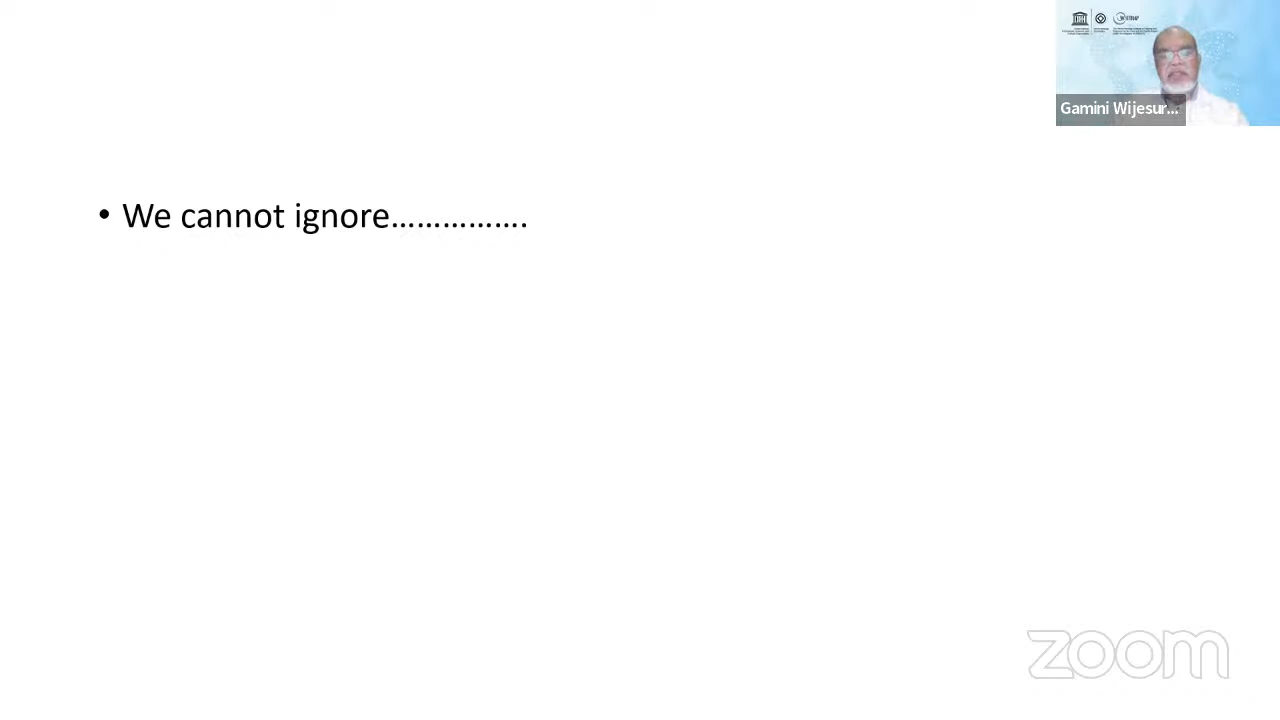 • We cannot ignore…………….
Gamini Wijesur...
zoom